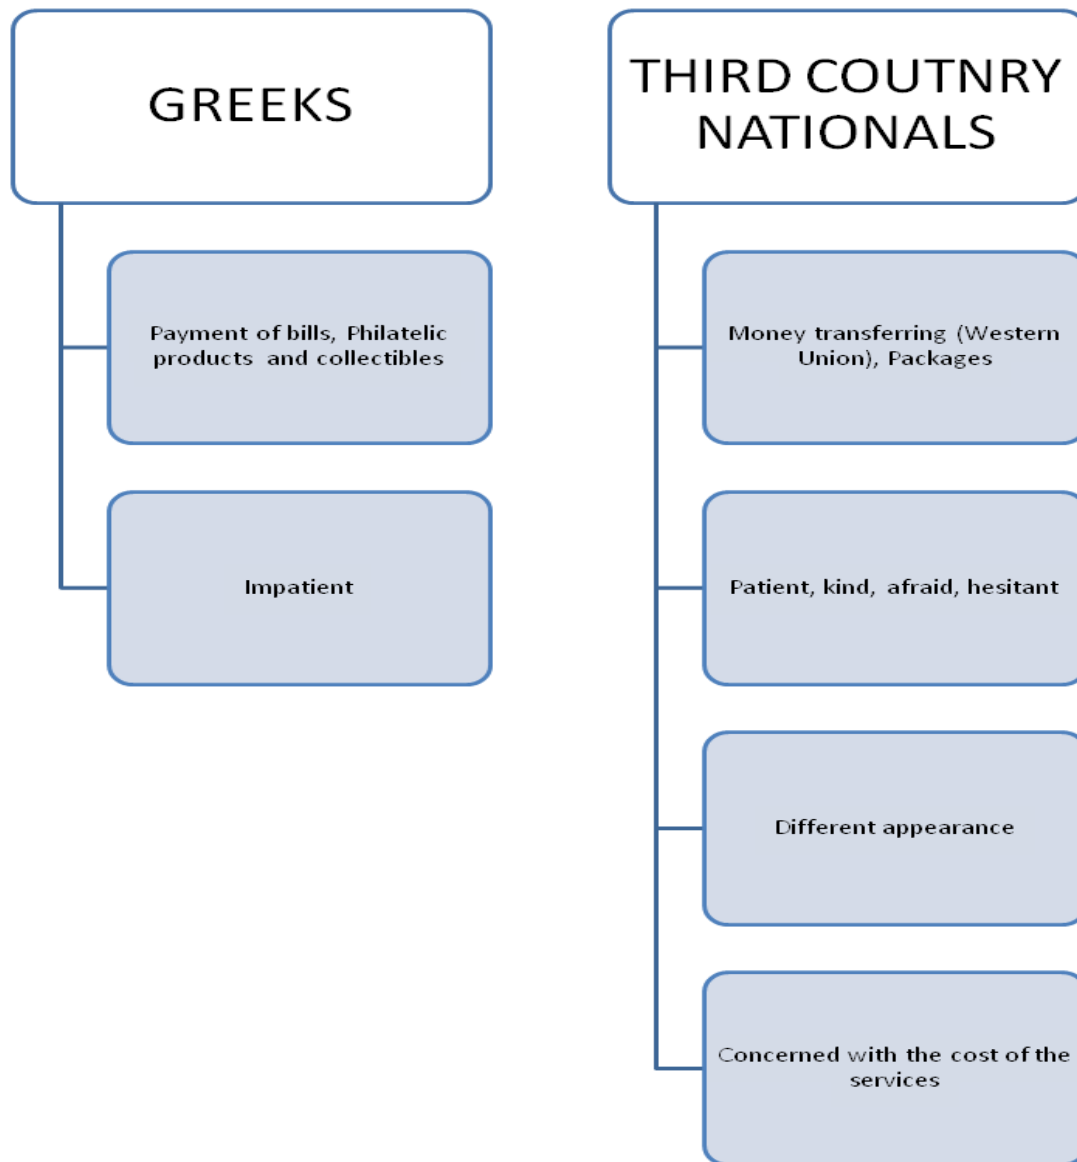 GREEKS
Payment of bills, Philatelic
products and collectibles
Impatient
THIRD COUTNRY
NATIONALS
Money transferring (Western
Union), Packages
Patient, kind, afraid, hesitant
Different appearance
Concerned with the cost of the
services